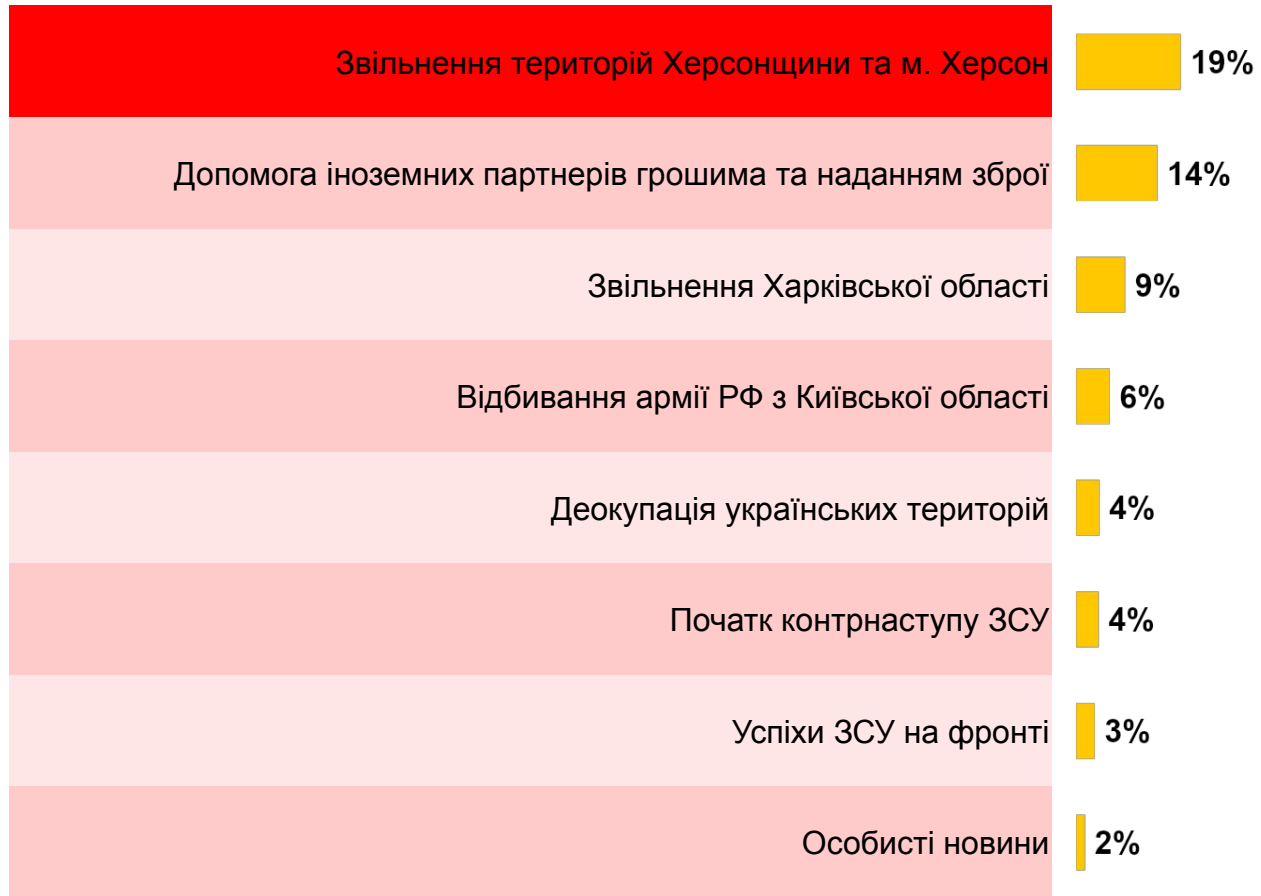 Звільнення територій Херсонщини та м. Херсон 19%
Допомога іноземних партнерів грошима та наданням зброї 14%
Звільнення Харківської області 9%
Відбивання армії РФ з Київської області 6%
Деокупація українських територій 4%
Початк контрнаступу ЗСУ 4%
Успіхи ЗСУ на фронті 3%
Особисті новини 2%